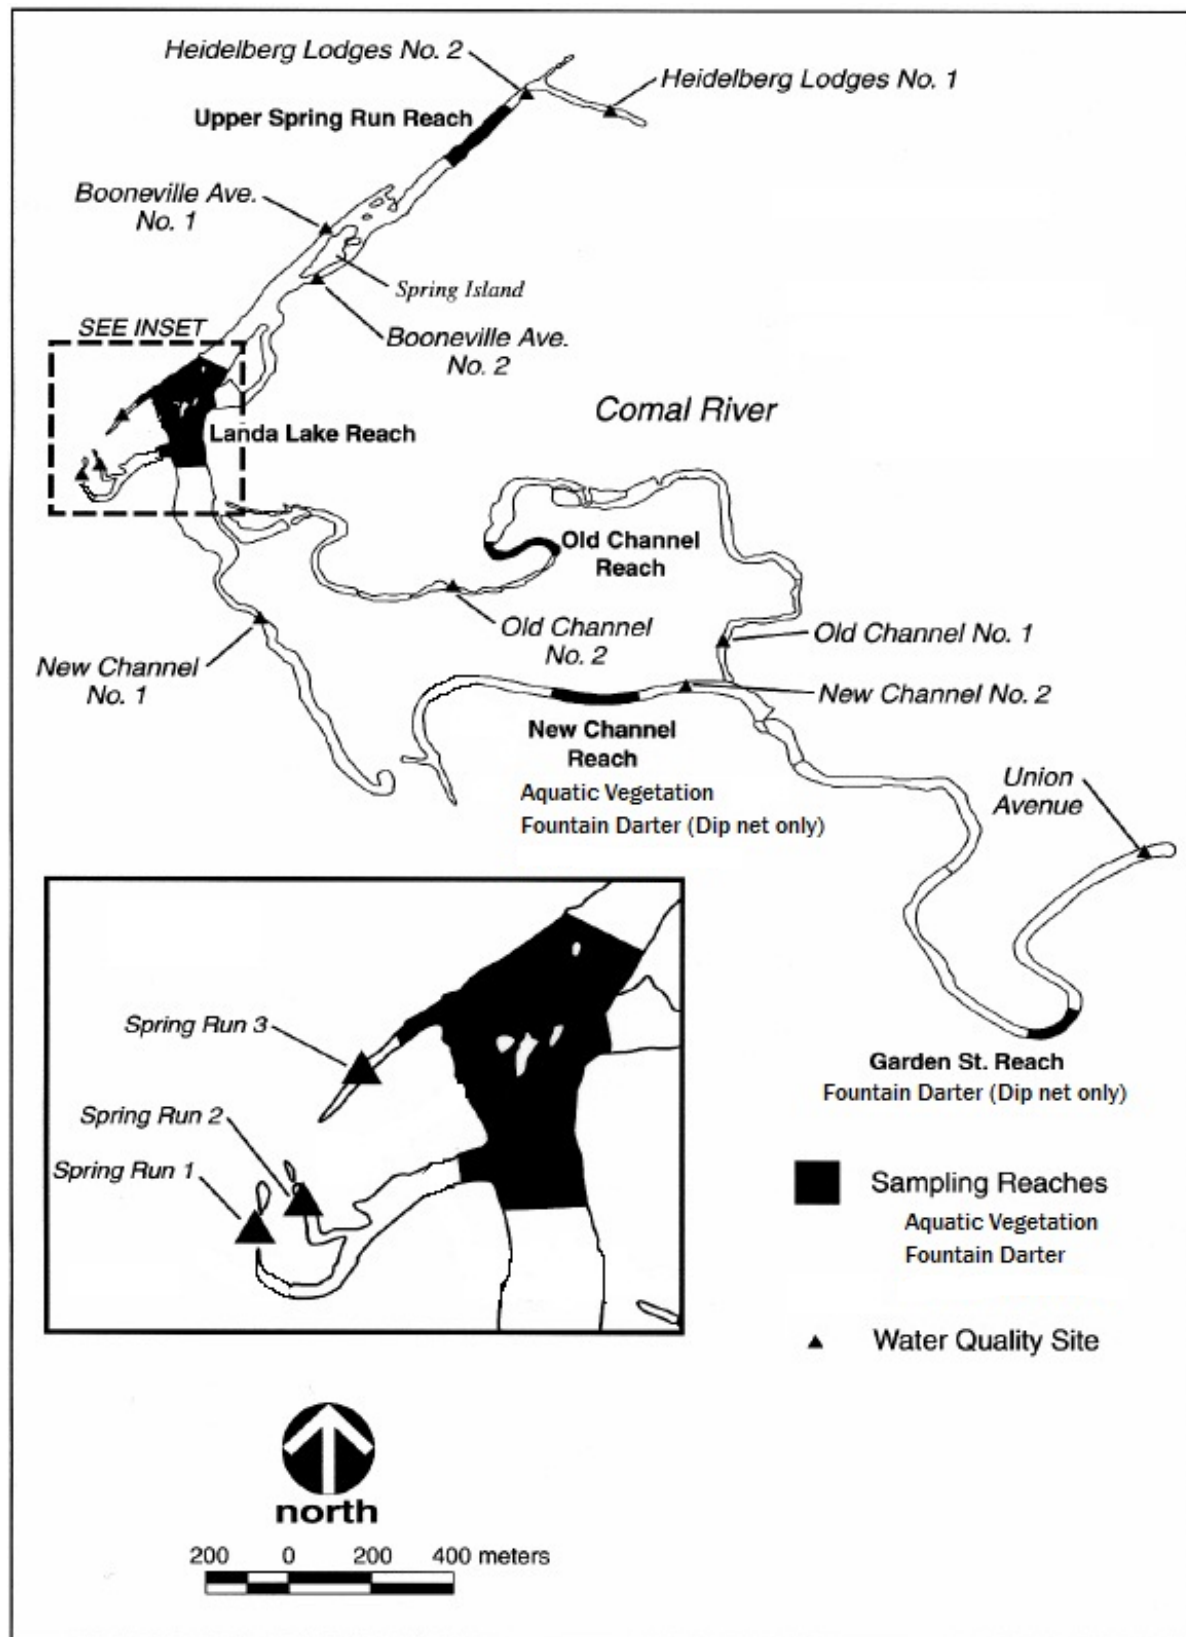 Heidelberg Lodges No. 2
Heidelberg Lodges No. 1
Upper Spring Run Reach
Booneville Ave.
No. 1
Spring Island
SEE INSET
Booneville Ave.
No. 2
Comal River
Landa Lake Reach
Old Channel
Reach
Old Channel
No. 2
Old Channel No. 1
New Channel
No. 1
New Channel No. 2
New Channel
Reach
Aquatic Vegetation
Fountain Darter (Dip net only)
Union
Avenue
Spring Run 3
Spring Run 2
Spring Run 1
Garden St. Reach
Fountain Darter (Dip net only)
Sampling Reaches
Aquatic Vegetation
Fountain Darter
Water Quality Site
north
200 0 200 400 meters